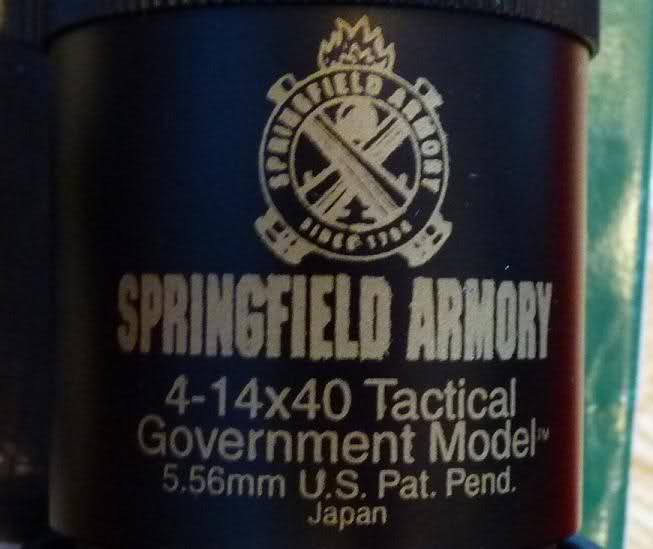 SPRINGFIELD ARMORY
SINCE 1794
SPRINGFIELD ARMORY
4-14x40 Tactical
Government Model™
5.56mm U.S. Pat. Pend.
Japan